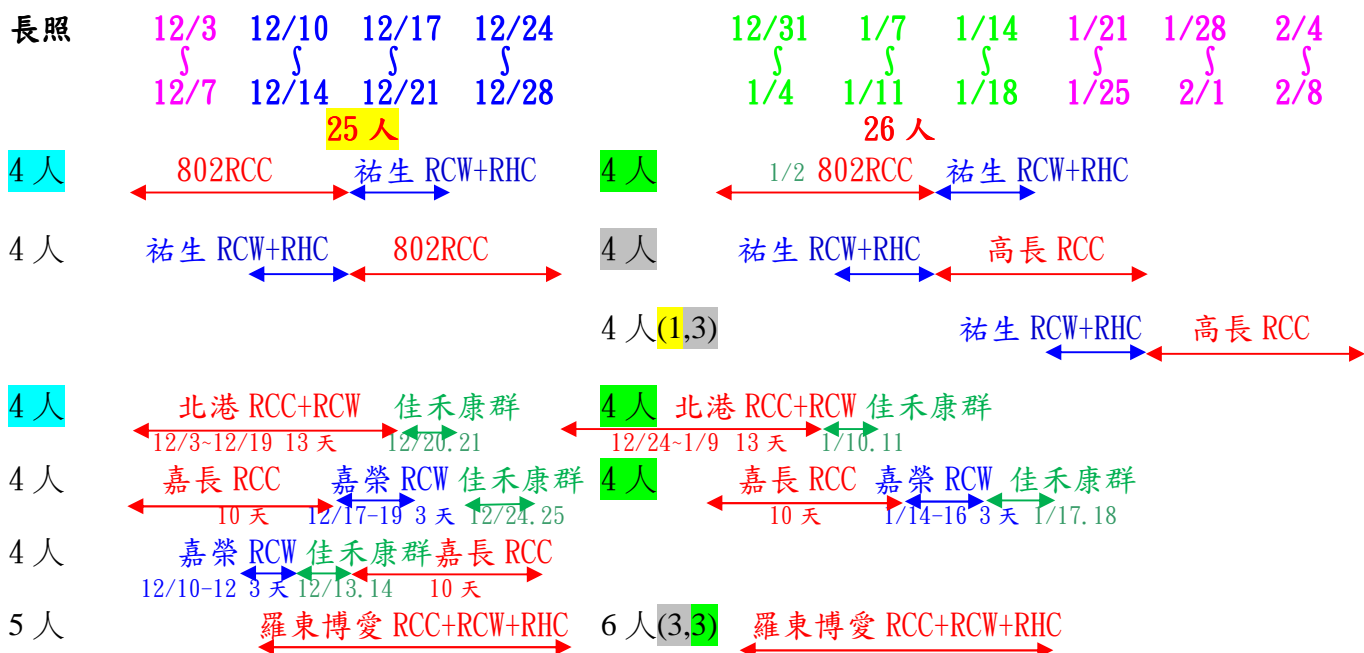 長照 12/3 12/10 12/17 12/24 12/31 1/7 1/14 1/21 1/28 2/4
∫ ∫ ∫ ∫ ∫ ∫ ∫ ∫ ∫ ∫
12/7 12/14 12/21 12/28 1/4 1/11 1/18 1/25 2/1 2/8
25 人 26 人
4 人 802RCC 祐生 RCW+RHC 4 人 1/2 802RCC 祐生 RCW+RHC
4 人 祐生 RCW+RHC 802RCC 4 人 祐生 RCW+RHC 高長 RCC
4 人(1,3) 祐生 RCW+RHC 高長 RCC
4 人 北港 RCC+RCW 佳禾康群 4 人 北港 RCC+RCW 佳禾康群
12/3~12/19 13 天 12/20.21 12/24~1/9 13 天 1/10.11
4 人 嘉長 RCC 嘉榮 RCW 佳禾康群 4 人 嘉長 RCC 嘉榮 RCW 佳禾康群
10 天 12/17-19 3 天 12/24.25 10 天 1/14-16 3 天 1/17.18
4 人 嘉榮 RCW 佳禾康群 嘉長 RCC
12/10-12 3 天 12/13.14 10 天
5 人 羅東博愛 RCC+RCW+RHC 6 人(3,3) 羅東博愛 RCC+RCW+RHC